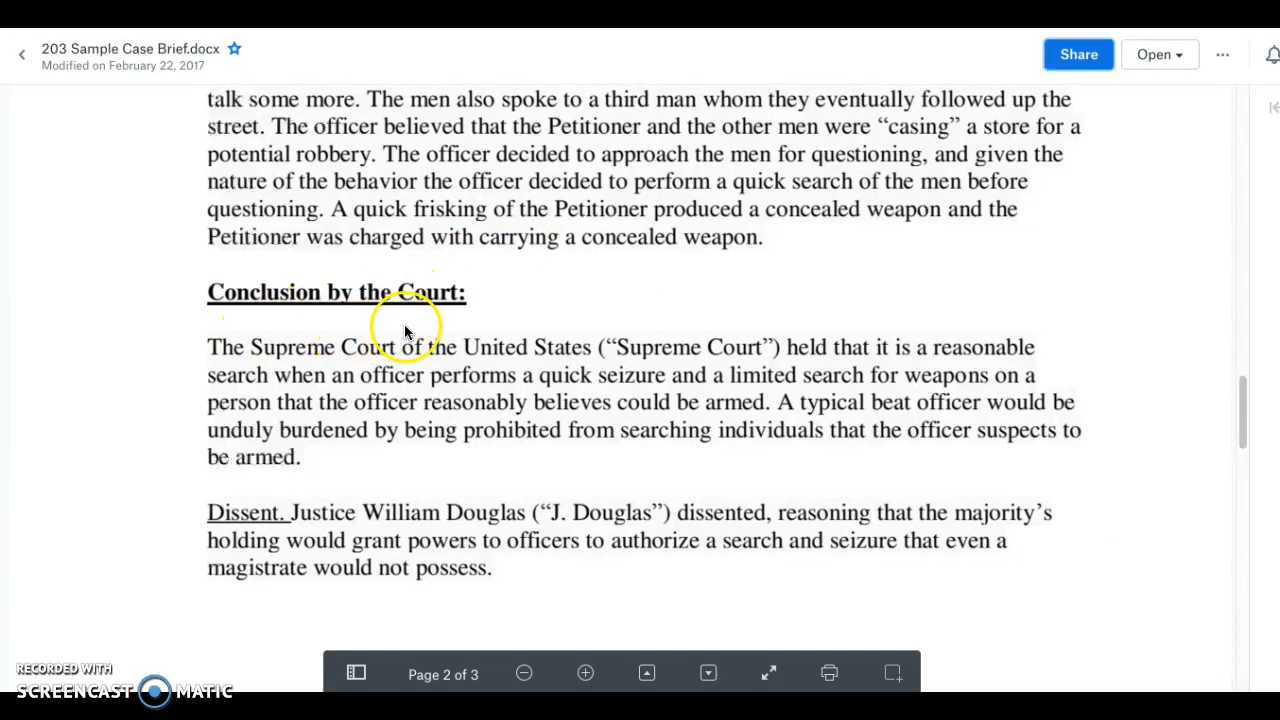 203 Sample Case Brief.docx
Modified on February 22, 2017
Share
Open
talk some more. The men also spoke to a third man whom they eventually followed up the
street. The officer believed that the Petitioner and the other men were “casing” a store for a
potential robbery. The officer decided to approach the men for questioning, and given the
nature of the behavior the officer decided to perform a quick search of the men before
questioning. A quick frisking of the Petitioner produced a concealed weapon and the
Petitioner was charged with carrying a concealed weapon.
Conclusion by the Court:
The Supreme Court of the United States (“Supreme Court”) held that it is a reasonable
search when an officer performs a quick seizure and a limited search for weapons on a
person that the officer reasonably believes could be armed. A typical beat officer would be
unduly burdened by being prohibited from searching individuals that the officer suspects to
be armed.
Dissent. Justice William Douglas (“J. Douglas”) dissented, reasoning that the majority’s
holding would grant powers to officers to authorize a search and seizure that even a
magistrate would not possess.
Page 2 of 3
RECORDED WITH
SCREENCAST MATIC